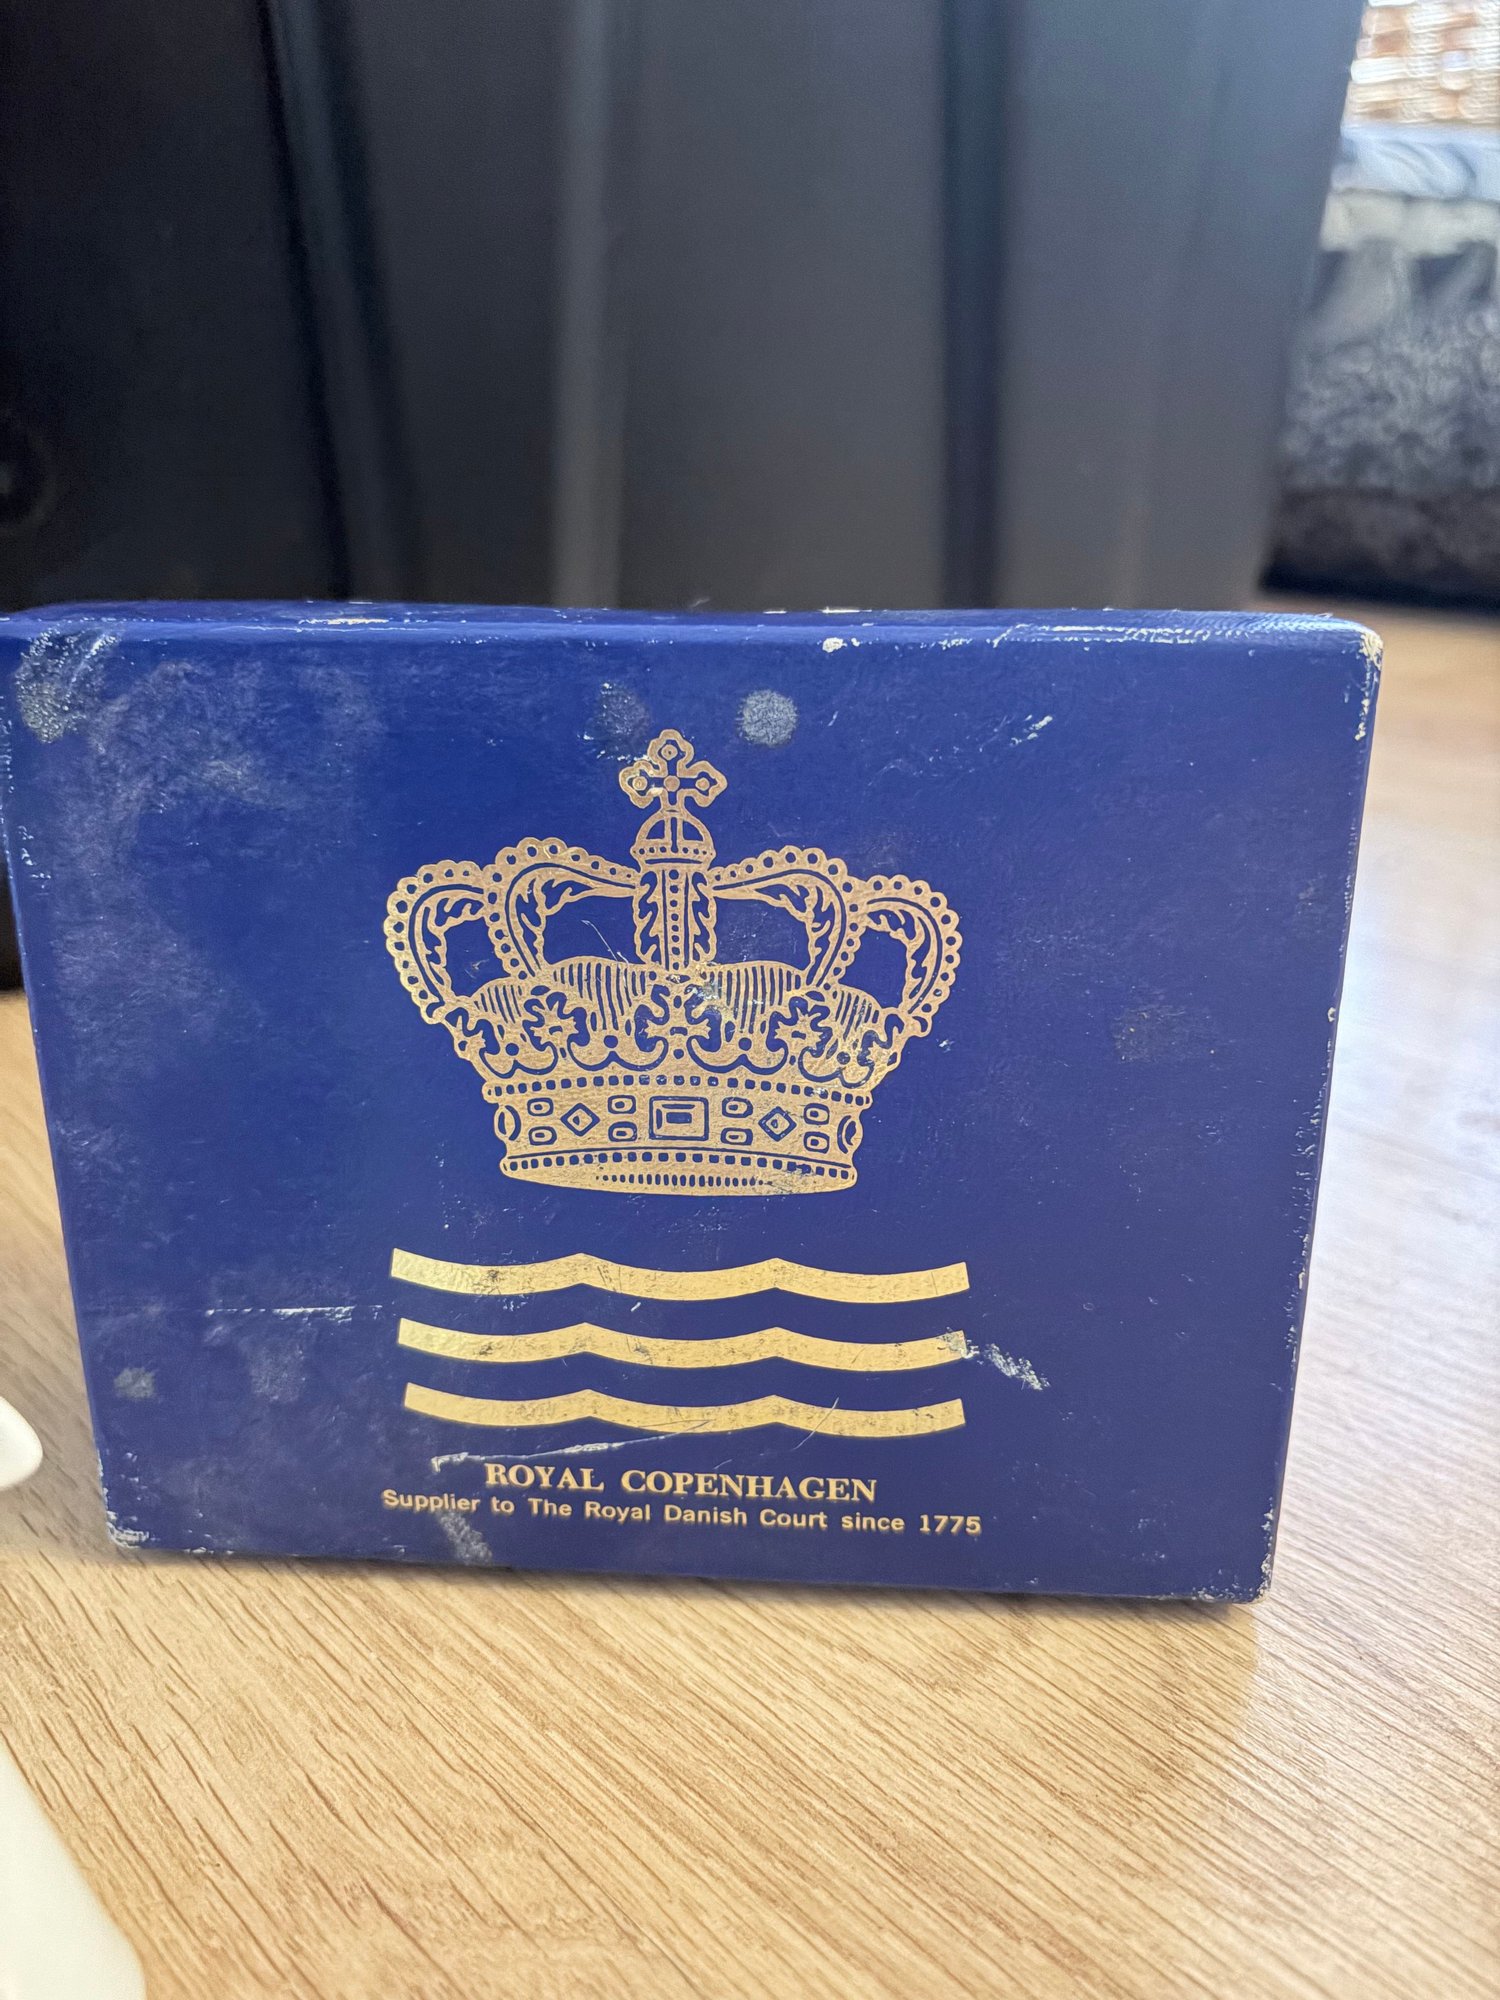 ROYAL COPENHAGEN
Supplier to The Royal Danish Court since 1775